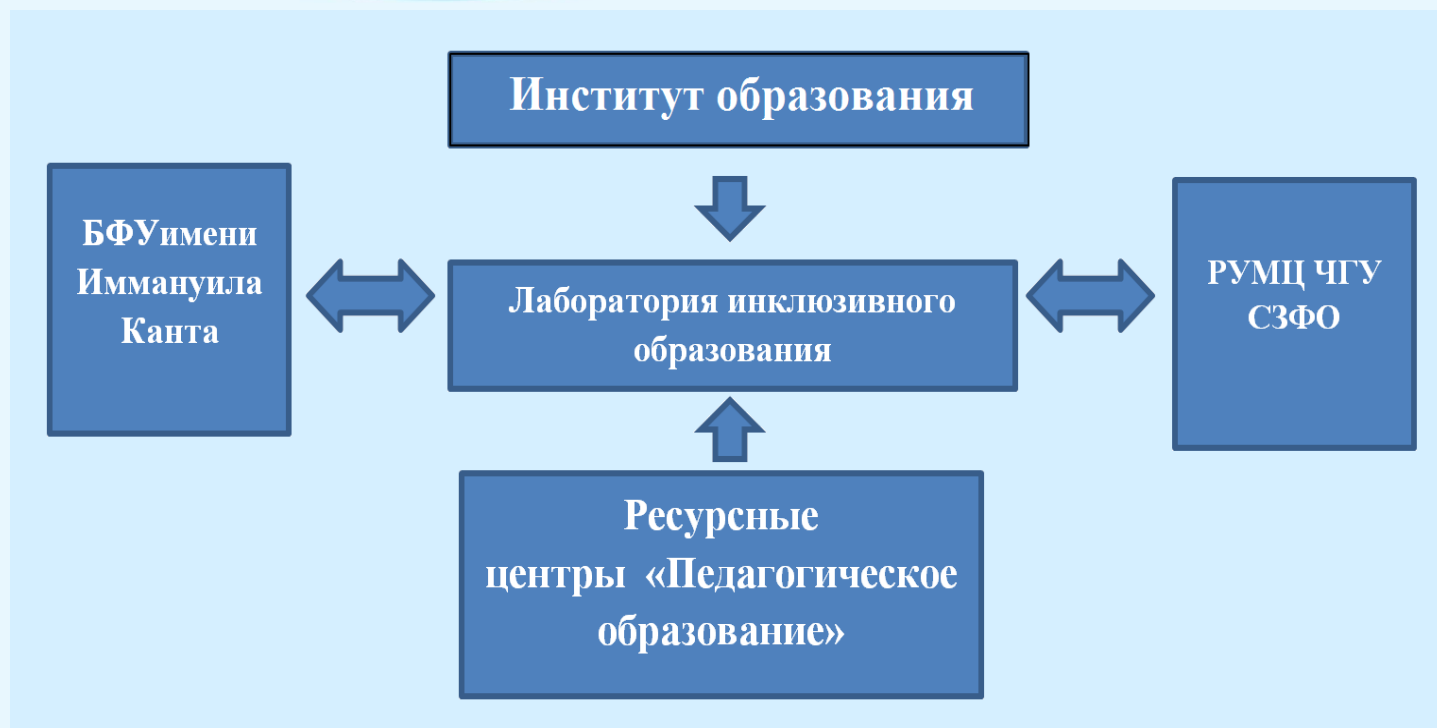 Институт образования
БФУимени
Иммануила
Канта
Лаборатория инклюзивного
образования
РУМЦ ЧГУ
СЗФО
Ресурсные
центры «Педагогическое
образование»